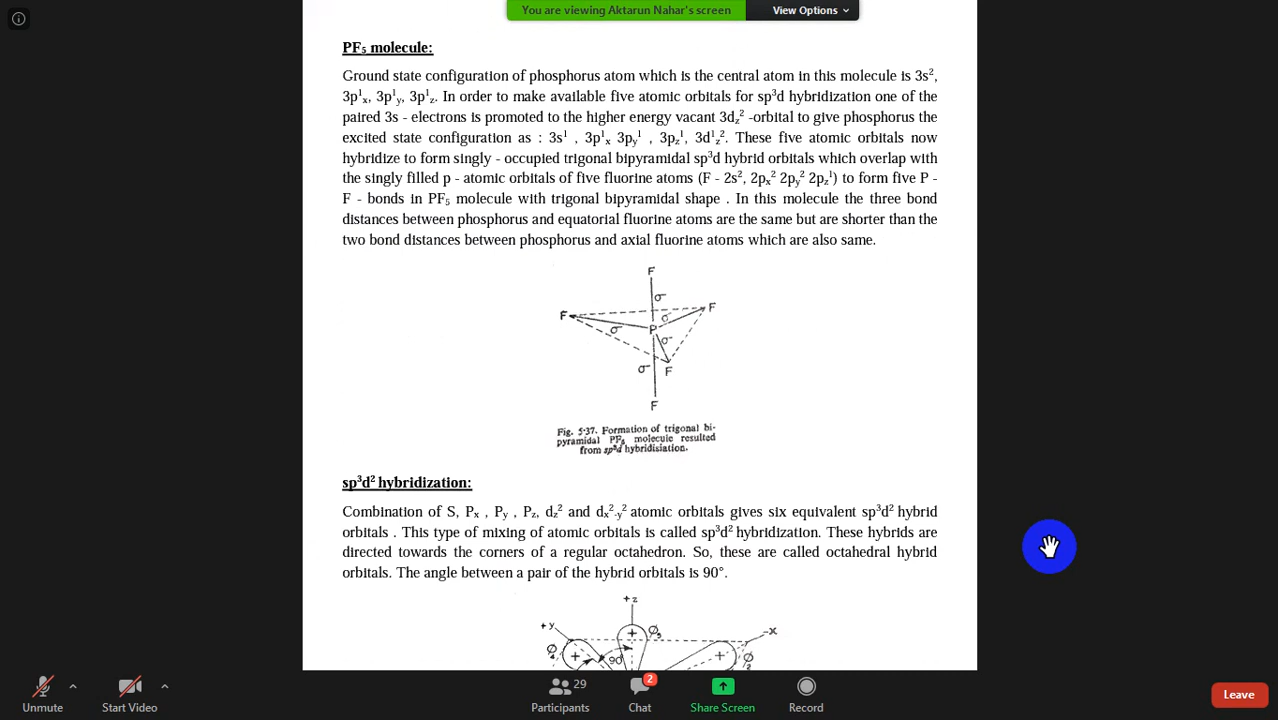 You are viewing Aktarun Nahar's screen View Options
PF₅ molecule:
Ground state configuration of phosphorus atom which is the central atom in this molecule is 3s²,
3p¹ₓ, 3p¹ᵧ, 3p¹z. In order to make available five atomic orbitals for sp³d hybridization one of the
paired 3s - electrons is promoted to the higher energy vacant 3dz² -orbital to give phosphorus the
excited state configuration as : 3s¹ , 3p¹ₓ 3pᵧ¹ , 3pz¹, 3d¹z². These five atomic orbitals now
hybridize to form singly - occupied trigonal bipyramidal sp³d hybrid orbitals which overlap with
the singly filled p - atomic orbitals of five fluorine atoms (F - 2s², 2pₓ² 2pᵧ² 2pz¹) to form five P -
F - bonds in PF₅ molecule with trigonal bipyramidal shape . In this molecule the three bond
distances between phosphorus and equatorial fluorine atoms are the same but are shorter than the
two bond distances between phosphorus and axial fluorine atoms which are also same.
F
σ
F F
σ
σ P
σ
σ F
F
Fig. 5·37. Formation of trigonal bi-
pyramidal PF₅ molecule resulted
from sp³d hybridisiation.
sp³d² hybridization:
Combination of S, Pₓ , Pᵧ , Pz, dz² and dₓ²-ᵧ² atomic orbitals gives six equivalent sp³d² hybrid
orbitals . This type of mixing of atomic orbitals is called sp³d² hybridization. These hybrids are
directed towards the corners of a regular octahedron. So, these are called octahedral hybrid
orbitals. The angle between a pair of the hybrid orbitals is 90°.
+z
+y + Ø₅ -x
Ø₄ + 90° + Ø₂
Unmute Start Video 29 Participants 2 Chat Share Screen Record Leave